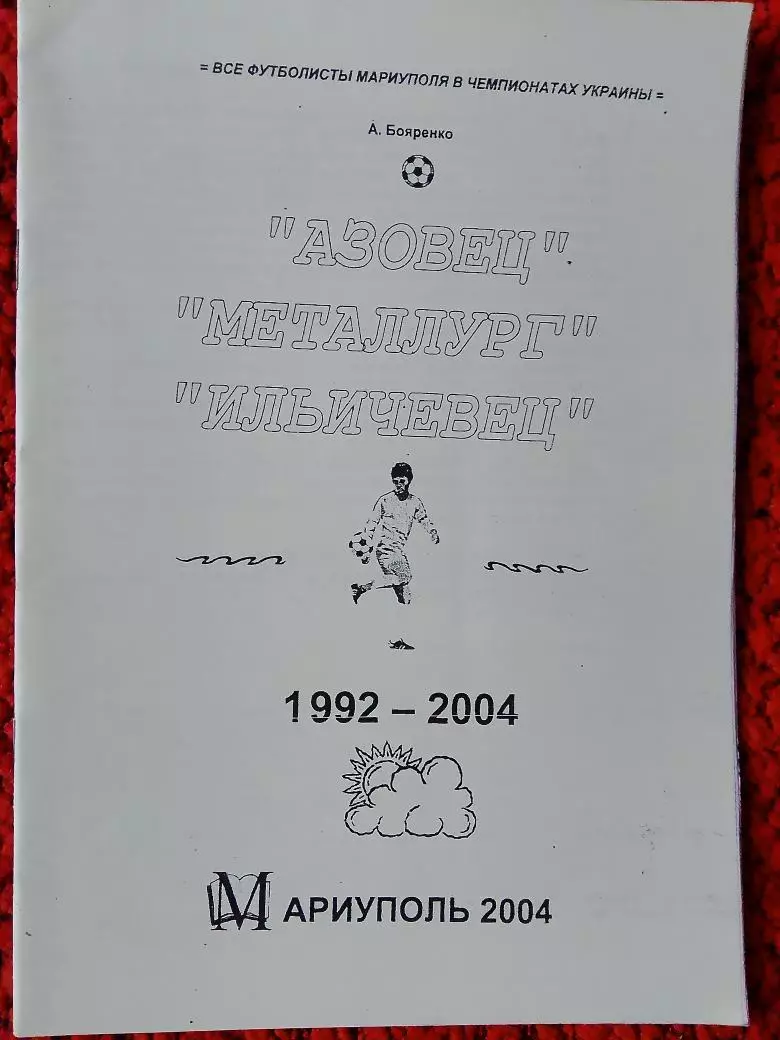 = ВСЕ ФУТБОЛИСТЫ МАРИУПОЛЯ В ЧЕМПИОНАТАХ УКРАИНЫ =
А. Бояренко
"АЗОВЕЦ"
"МЕТАЛЛУРГ"
"ИЛЬИЧЕВЕЦ"
1992 – 2004
МАРИУПОЛЬ 2004